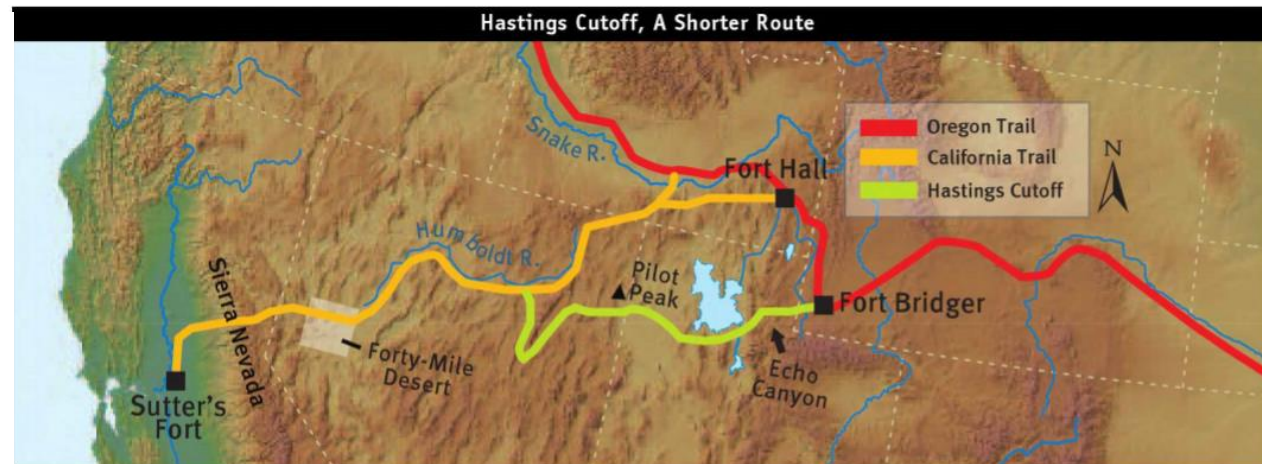 Hastings Cutoff, A Shorter Route
Oregon Trail
California Trail
Hastings Cutoff
N
Snake R.
Fort Hall
Humboldt R.
Pilot
Peak
Fort Bridger
Sierra Nevada
Forty-Mile
Desert
Echo
Canyon
Sutter's
Fort